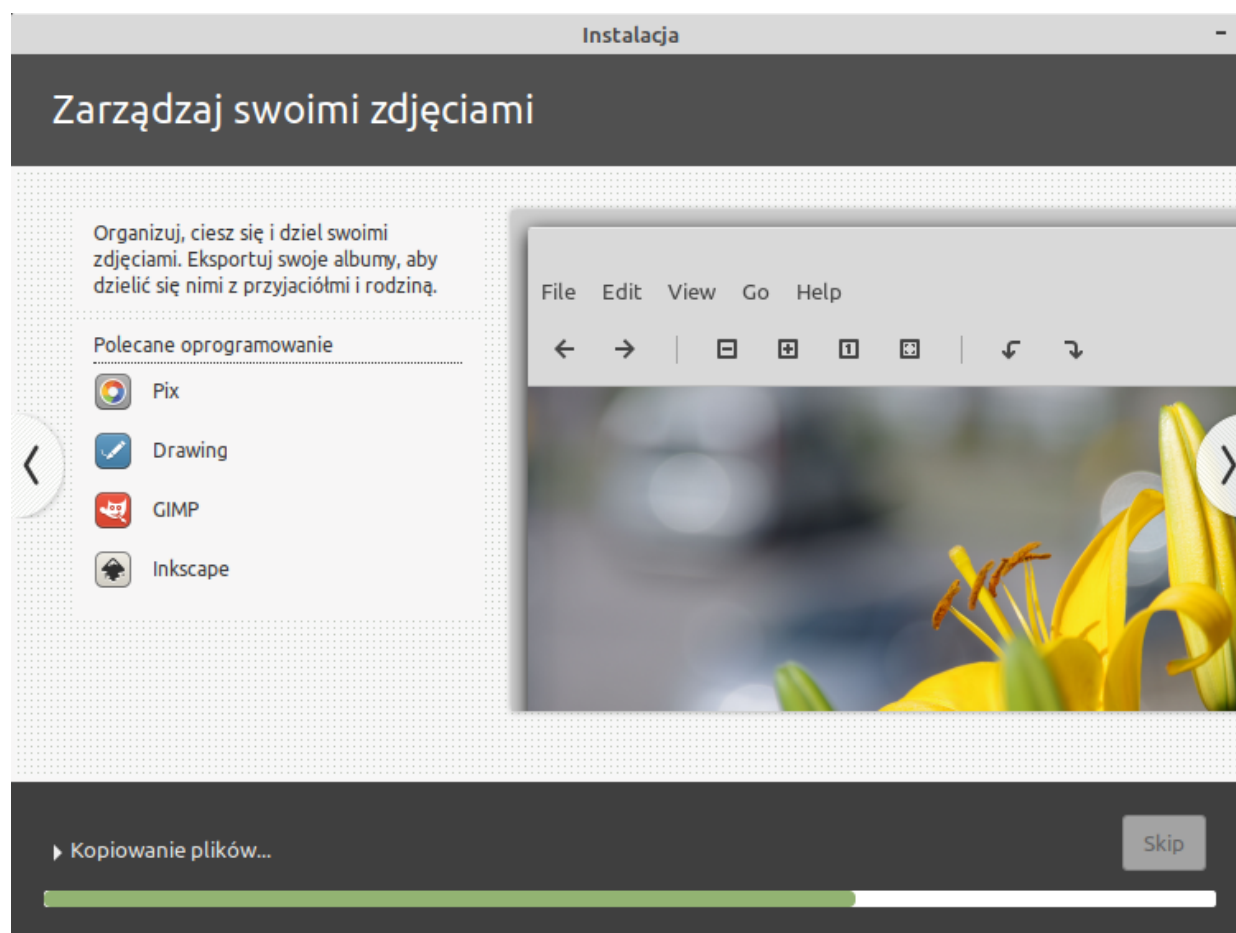 Instalacja
Zarządzaj swoimi zdjęciami
Organizuj, ciesz się i dziel swoimi
zdjęciami. Eksportuj swoje albumy, aby
dzielić się nimi z przyjaciółmi i rodziną.
Polecane oprogramowanie
Pix
Drawing
GIMP
Inkscape
File Edit View Go Help
1
Kopiowanie plików...
Skip